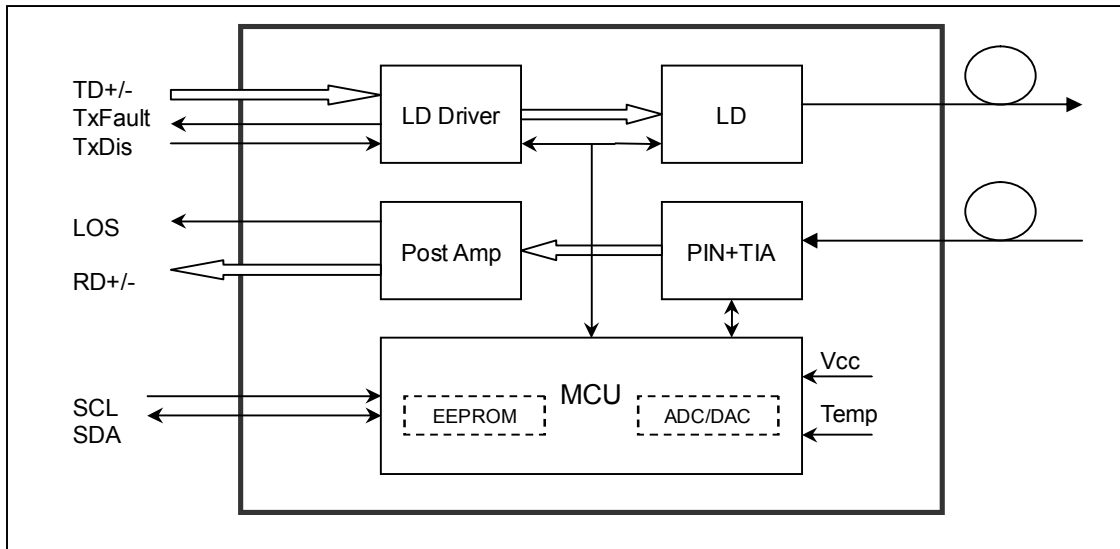 TD+/-
TxFault
TxDis
LD Driver
LD
LOS
RD+/-
Post Amp
PIN+TIA
SCL
SDA
MCU
EEPROM
ADC/DAC
Vcc
Temp